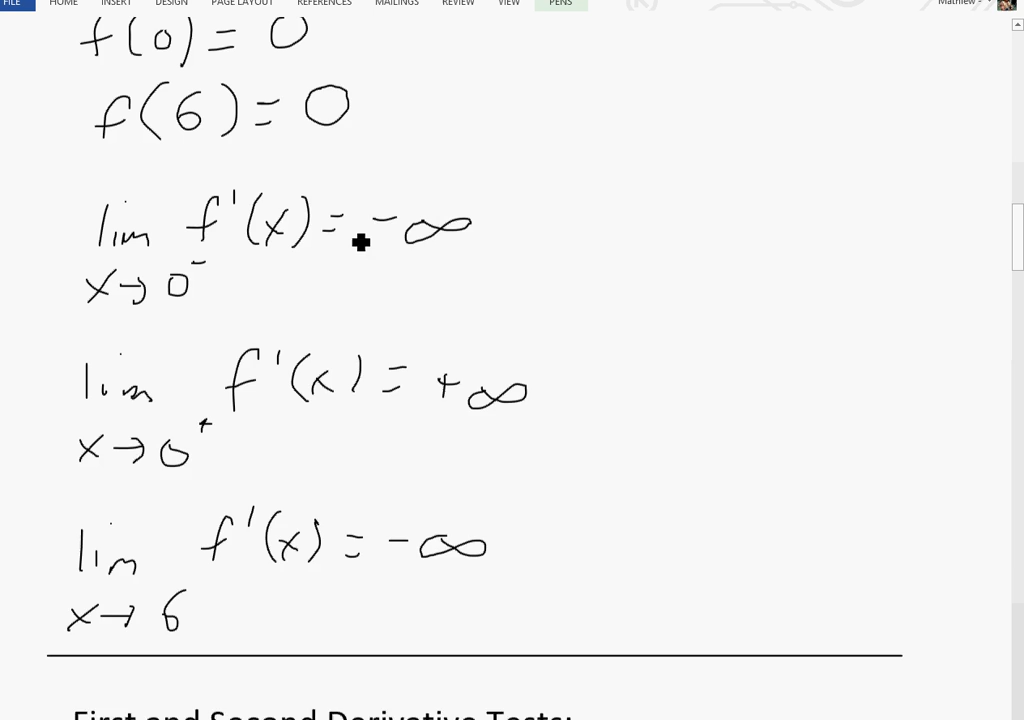 FILE HOME INSERT DESIGN PAGE LAYOUT REFERENCES MAILINGS REVIEW VIEW PENS Mathew
f(0) = 0
f(6) = 0
lim f'(x) = -∞
x→0⁻
lim f'(x) = +∞
x→0⁺
lim f'(x) = -∞
x→6
First and Second Derivative Tests: